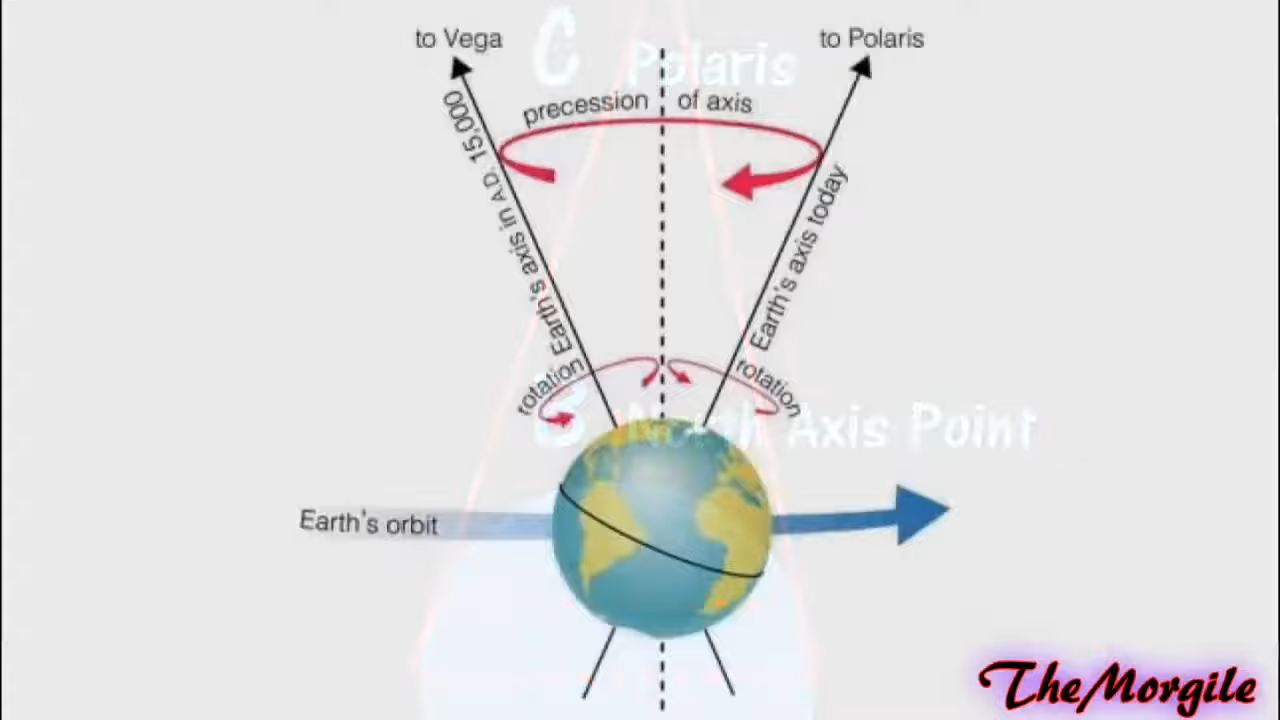 to Vega
C Polaris
to Polaris
precession of axis
Earth's axis in A.D. 15,000
Earth's axis today
rotation
rotation
B North Axis Point
Earth's orbit
TheMorgile